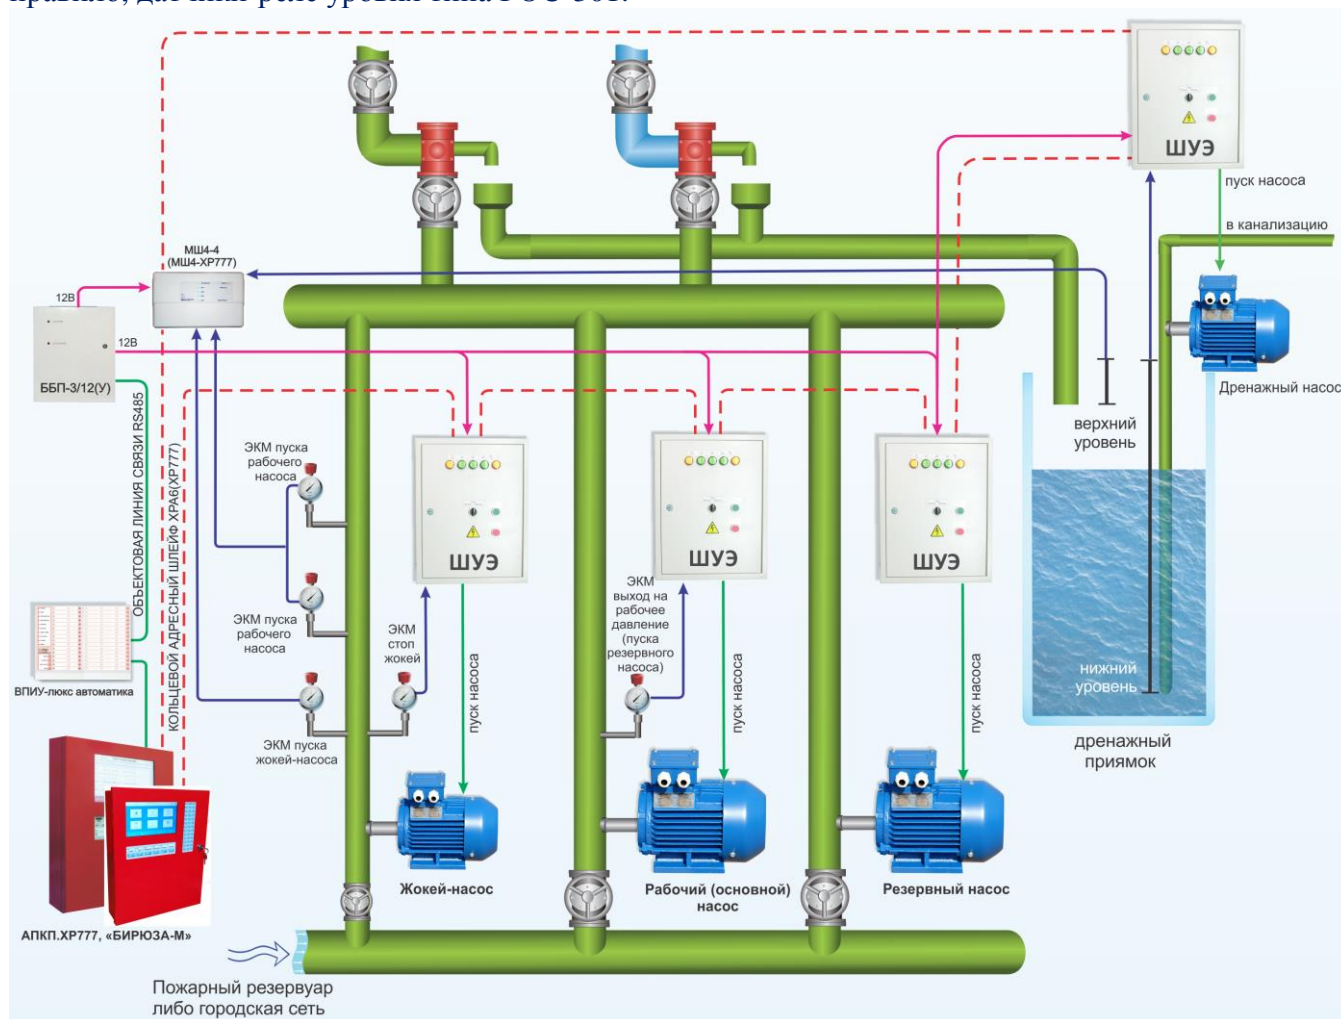 ШУЭ
пуск насоса
в канализацию
МШ4-4
(МШ4-ХР777)
12В
12В
ББП-3/12(У)
Дренажный насос
верхний
уровень
ОБЪЕКТОВАЯ ЛИНИЯ СВЯЗИ RS485
КОЛЬЦЕВОЙ АДРЕСНЫЙ ШЛЕЙФ ХРА6(ХР777)
ЭКМ пуска
рабочего
насоса
ШУЭ
ШУЭ
ШУЭ
ЭКМ пуска
рабочего
насоса
ЭКМ
стоп
жокей
ЭКМ
выход на
рабочее
давление
(пуска
резервного
насоса)
пуск насоса
пуск насоса
пуск насоса
нижний
уровень
ВПИУ-люкс автоматика
ЭКМ пуска
жокей-насоса
дренажный
приямок
Жокей-насос
Рабочий (основной)
насос
Резервный насос
АПКП.ХР777, «БИРЮЗА-М»
Пожарный резервуар
либо городская сеть